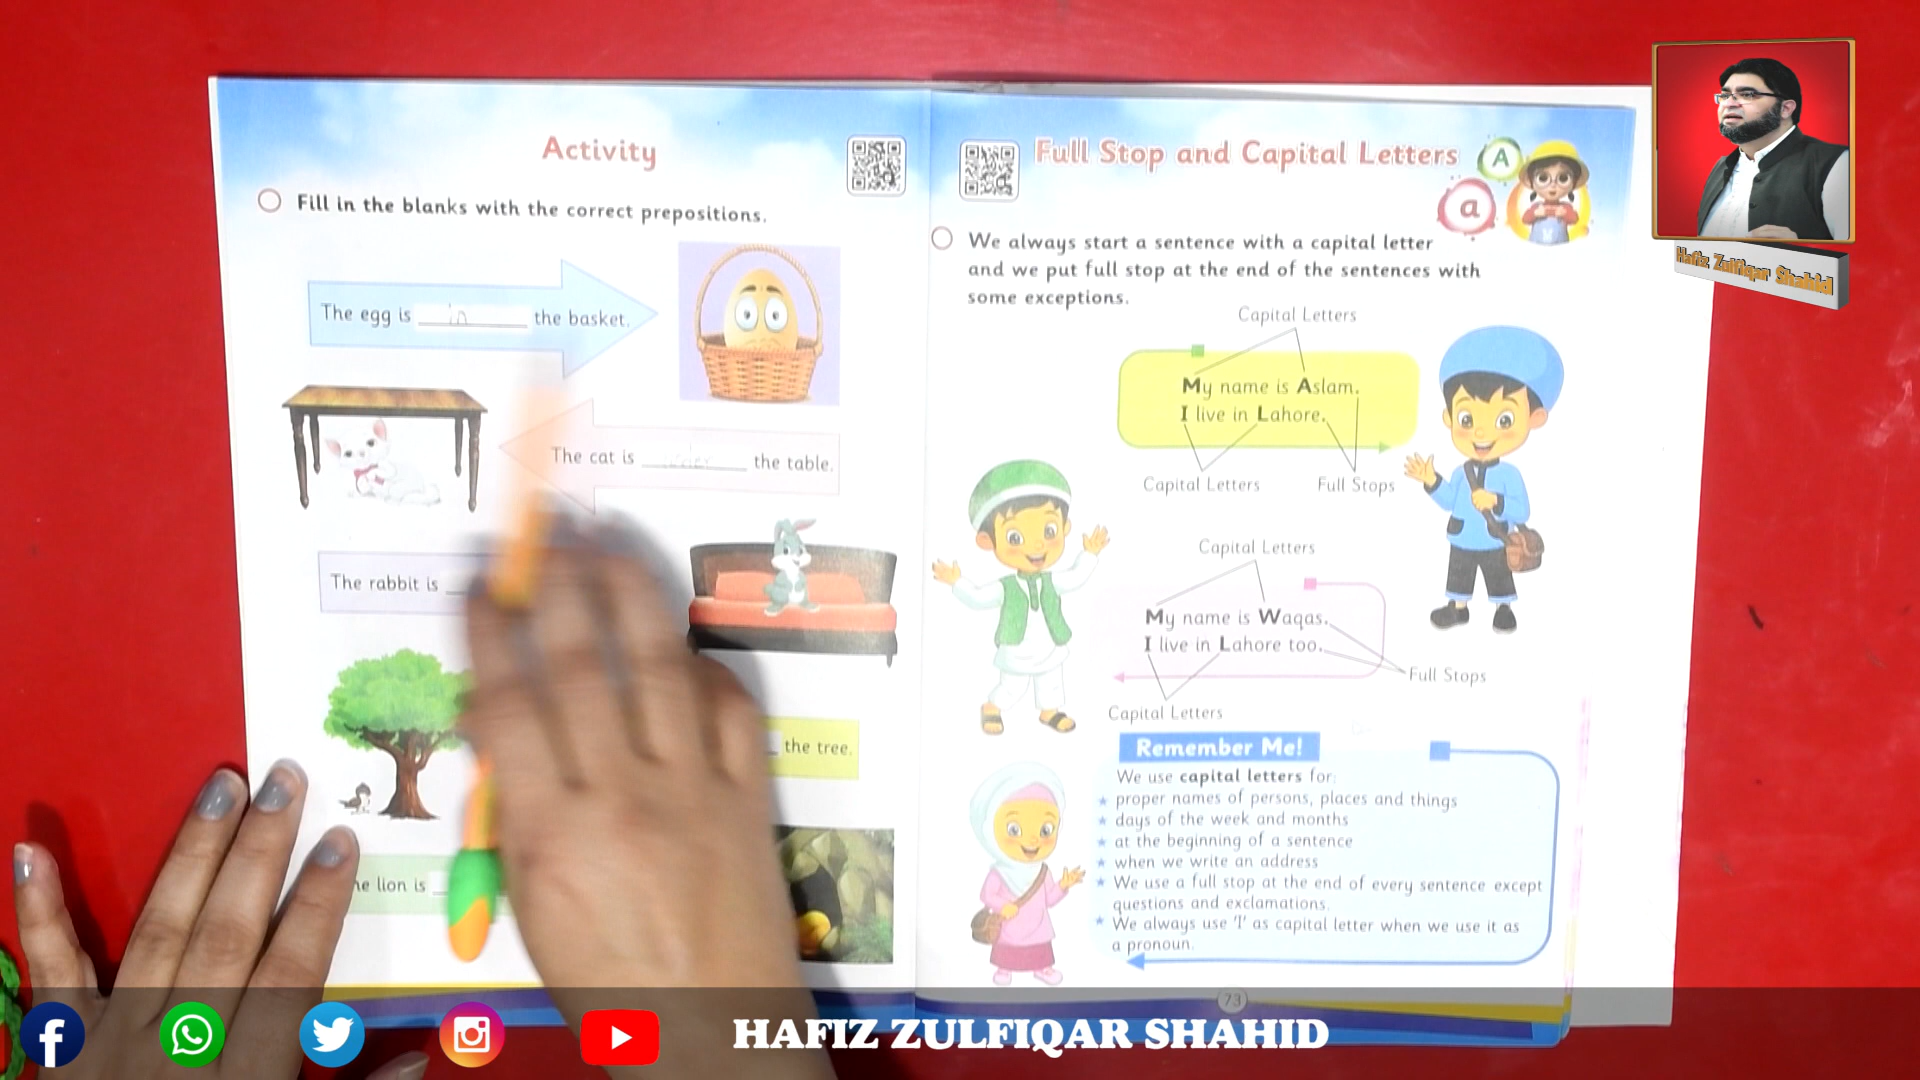 Activity
Fill in the blanks with the correct prepositions.
The egg is in the basket.
The cat is under the table.
The rabbit is
the tree.
he lion is
Full Stop and Capital Letters
A
a
We always start a sentence with a capital letter
and we put full stop at the end of the sentences with
some exceptions.
Capital Letters
My name is Aslam.
I live in Lahore.
Capital Letters Full Stops
Capital Letters
My name is Waqas.
I live in Lahore too.
Full Stops
Capital Letters
Remember Me!
We use capital letters for:
proper names of persons, places and things
days of the week and months
at the beginning of a sentence
when we write an address
We use a full stop at the end of every sentence except
questions and exclamations.
We always use 'I' as capital letter when we use it as
a pronoun.
73
Hafiz Zulfiqar Shahid
HAFIZ ZULFIQAR SHAHID